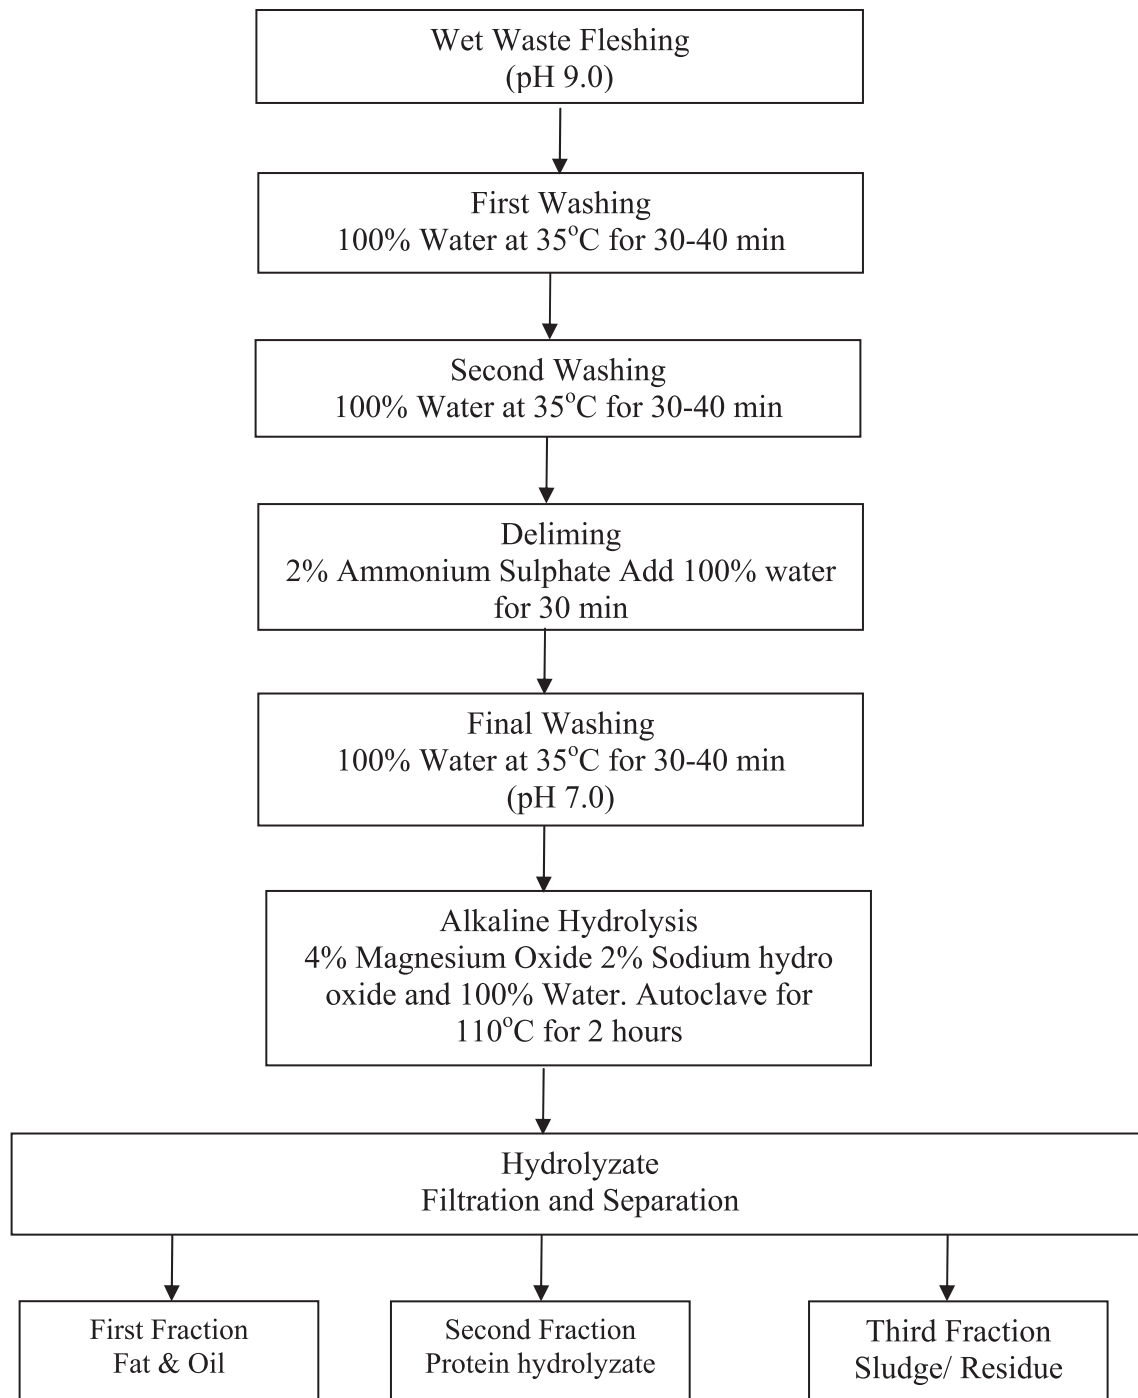 Wet Waste Fleshing
(pH 9.0)
First Washing
100% Water at 35°C for 30-40 min
Second Washing
100% Water at 35°C for 30-40 min
Deliming
2% Ammonium Sulphate Add 100% water
for 30 min
Final Washing
100% Water at 35°C for 30-40 min
(pH 7.0)
Alkaline Hydrolysis
4% Magnesium Oxide 2% Sodium hydro
oxide and 100% Water. Autoclave for
110°C for 2 hours
Hydrolyzate
Filtration and Separation
First Fraction
Fat & Oil
Second Fraction
Protein hydrolyzate
Third Fraction
Sludge/ Residue